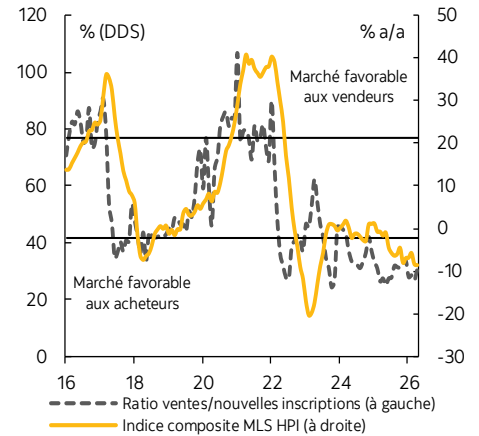 % (DDS)
% a/a
120
100
80
60
40
20
0
50
40
30
20
10
0
-10
-20
-30
Marché favorable
aux vendeurs
Marché favorable
aux acheteurs
16 18 20 22 24 26
Ratio ventes/nouvelles inscriptions (à gauche)
Indice composite MLS HPI (à droite)